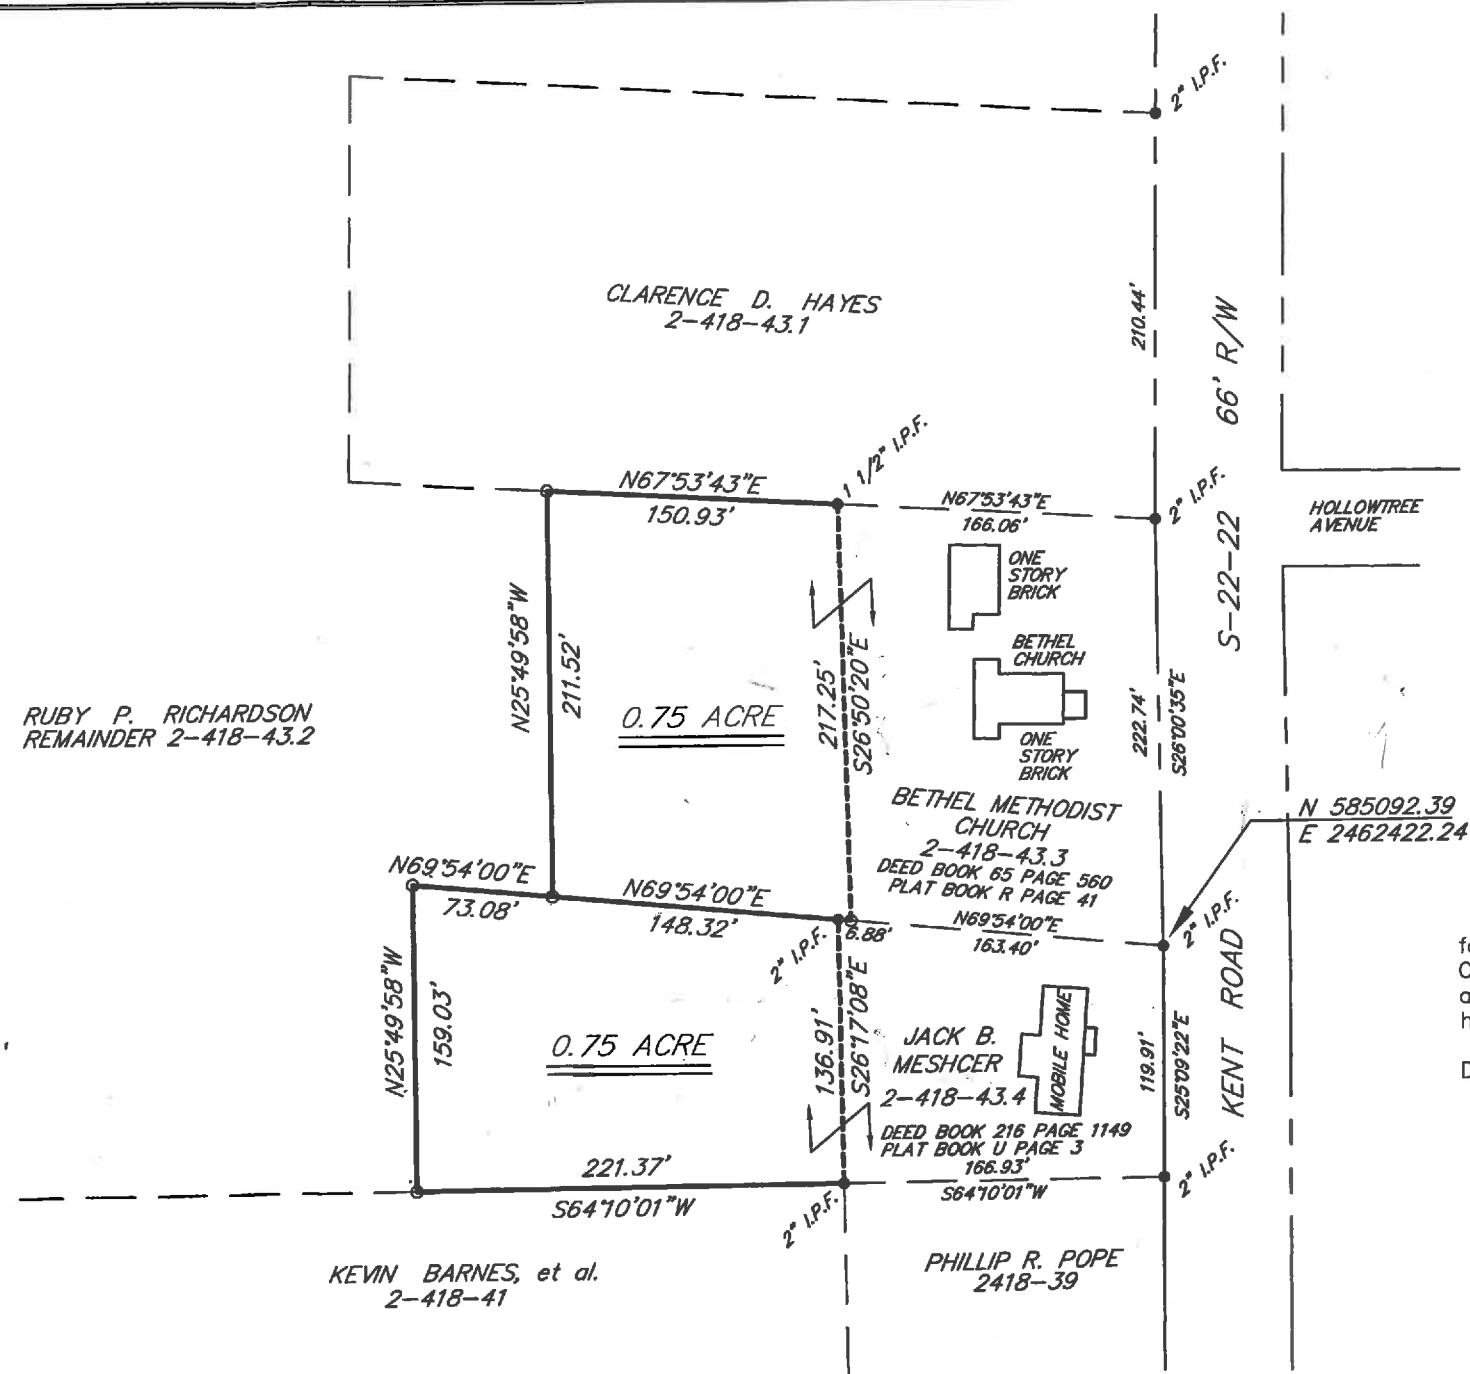 2" I.P.F.
CLARENCE D. HAYES
2-418-43.1
210.44'
66' R/W
S-22-22
1 1/2" I.P.F.
N67°53'43"E
150.93'
N67°53'43"E
166.06'
2" I.P.F.
HOLLOWTREE
AVENUE
ONE
STORY
BRICK
N25°49'58"W
211.52'
0.75 ACRE
217.25'
S26°50'20"E
BETHEL
CHURCH
ONE
STORY
BRICK
222.74'
S26°00'35"E
RUBY P. RICHARDSON
REMAINDER 2-418-43.2
BETHEL METHODIST
CHURCH
2-418-43.3
DEED BOOK 65 PAGE 560
PLAT BOOK R PAGE 41
N 585092.39
E 2462422.24
N69°54'00"E
73.08'
N69°54'00"E
148.32'
6.88'
N69°54'00"E
163.40'
2" I.P.F.
2" I.P.F.
KENT ROAD
N25°49'58"W
159.03'
0.75 ACRE
136.91'
S26°17'08"E
JACK B.
MESHCER
2-418-43.4
MOBILE HOME
DEED BOOK 216 PAGE 1149
PLAT BOOK U PAGE 3
119.91'
S25°09'22"E
221.37'
S64°10'01"W
166.93'
S64°10'01"W
2" I.P.F.
2" I.P.F.
KEVIN BARNES, et al.
2-418-41
PHILLIP R. POPE
2418-39